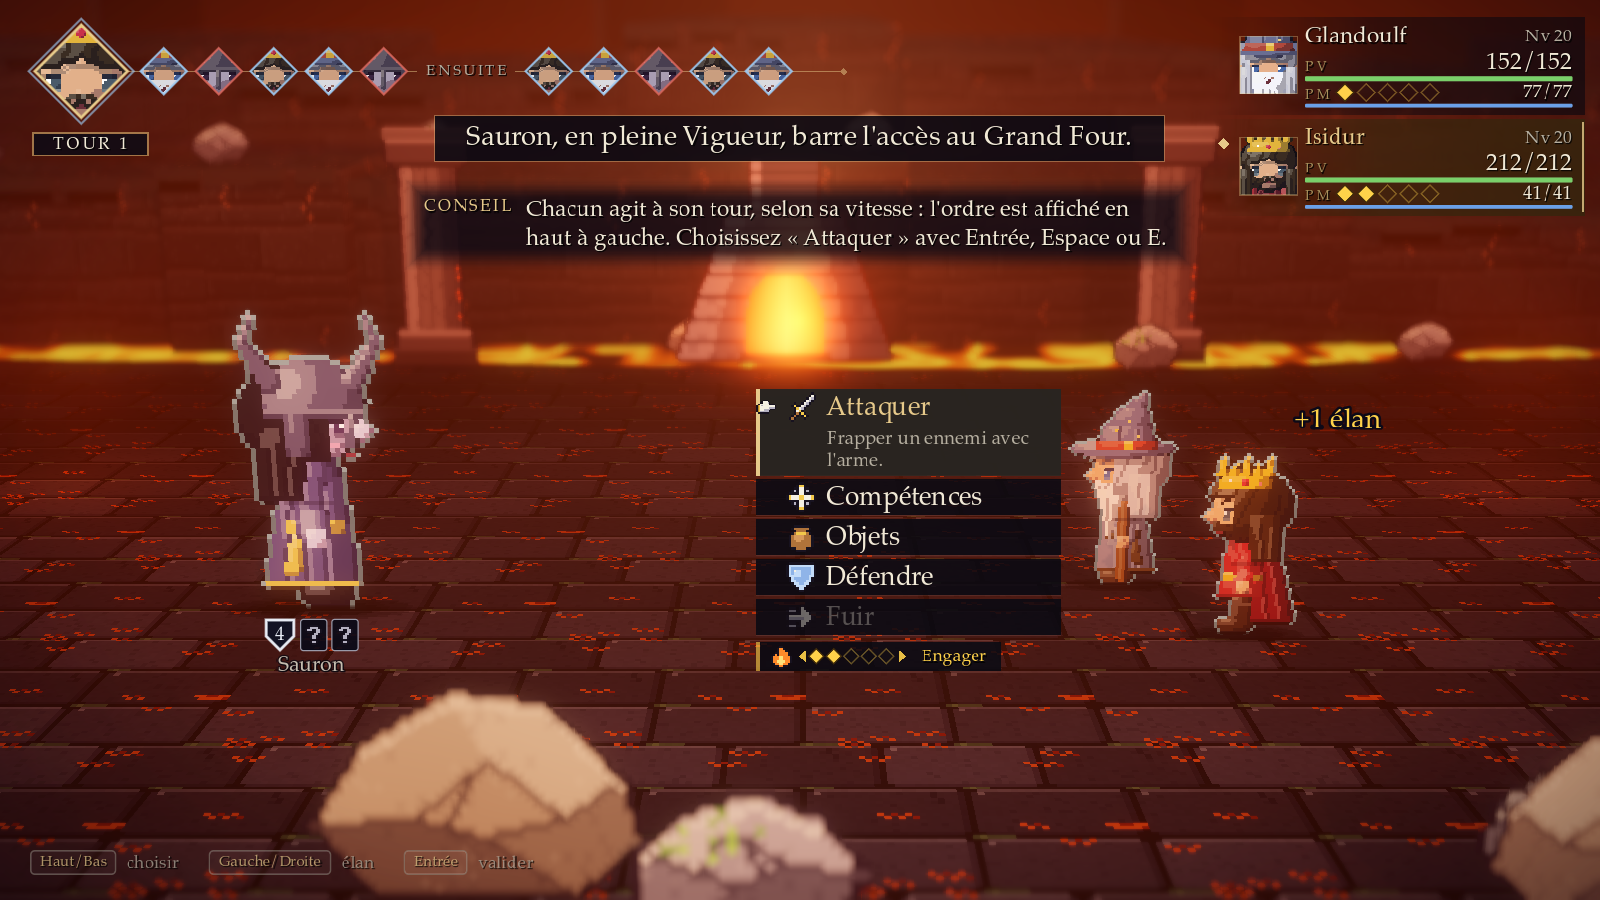 ENSUITE
TOUR 1
Sauron, en pleine Vigueur, barre l'accès au Grand Four.
CONSEIL Chacun agit à son tour, selon sa vitesse : l'ordre est affiché en
haut à gauche. Choisissez « Attaquer » avec Entrée, Espace ou E.
Glandoulf Nv 20
PV 152/152
PM 77/77
Isidur Nv 20
PV 212/212
PM 41/41
+1 élan
Attaquer
Frapper un ennemi avec
l'arme.
Compétences
Objets
Défendre
Fuir
Engager
4 ? ?
Sauron
Haut/Bas choisir Gauche/Droite élan Entrée valider